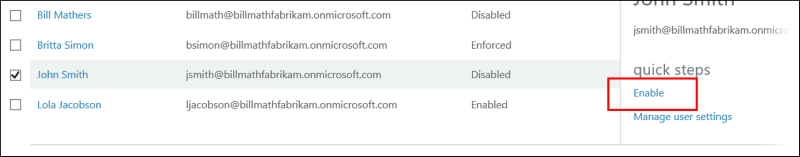 Bill Mathers billmath@billmathfabrikam.onmicrosoft.com Disabled
Britta Simon bsimon@billmathfabrikam.onmicrosoft.com Enforced
John Smith jsmith@billmathfabrikam.onmicrosoft.com Disabled
Lola Jacobson ljacobson@billmathfabrikam.onmicrosoft.com Enabled
John Smith
jsmith@billmathfabrikam.onmicrosoft.com
quick steps
Enable
Manage user settings